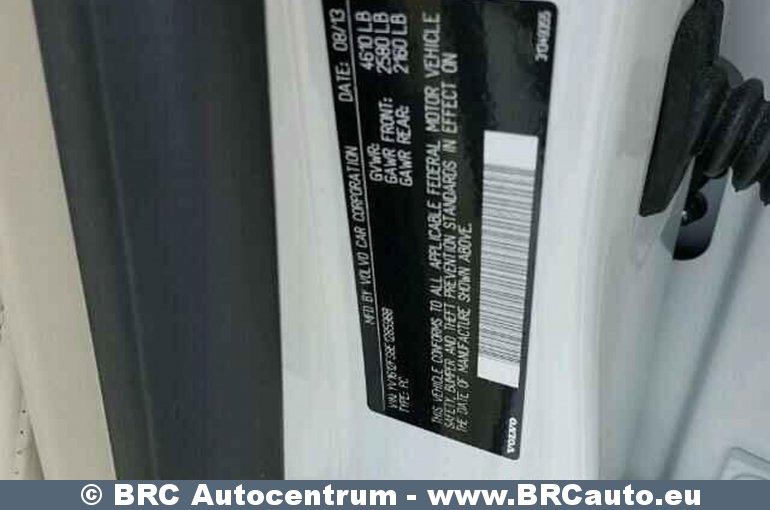 MFD BY VOLVO CAR CORPORATION DATE: 08/13
GVWR: 4610 LB
GAWR FRONT: 2580 LB
GAWR REAR: 2160 LB
THIS VEHICLE CONFORMS TO ALL APPLICABLE FEDERAL MOTOR VEHICLE
SAFETY, BUMPER AND THEFT PREVENTION STANDARDS IN EFFECT ON
THE DATE OF MANUFACTURE SHOWN ABOVE.
VIN:
TYPE: FC
VOLVO
© BRC Autocentrum - www.BRCauto.eu